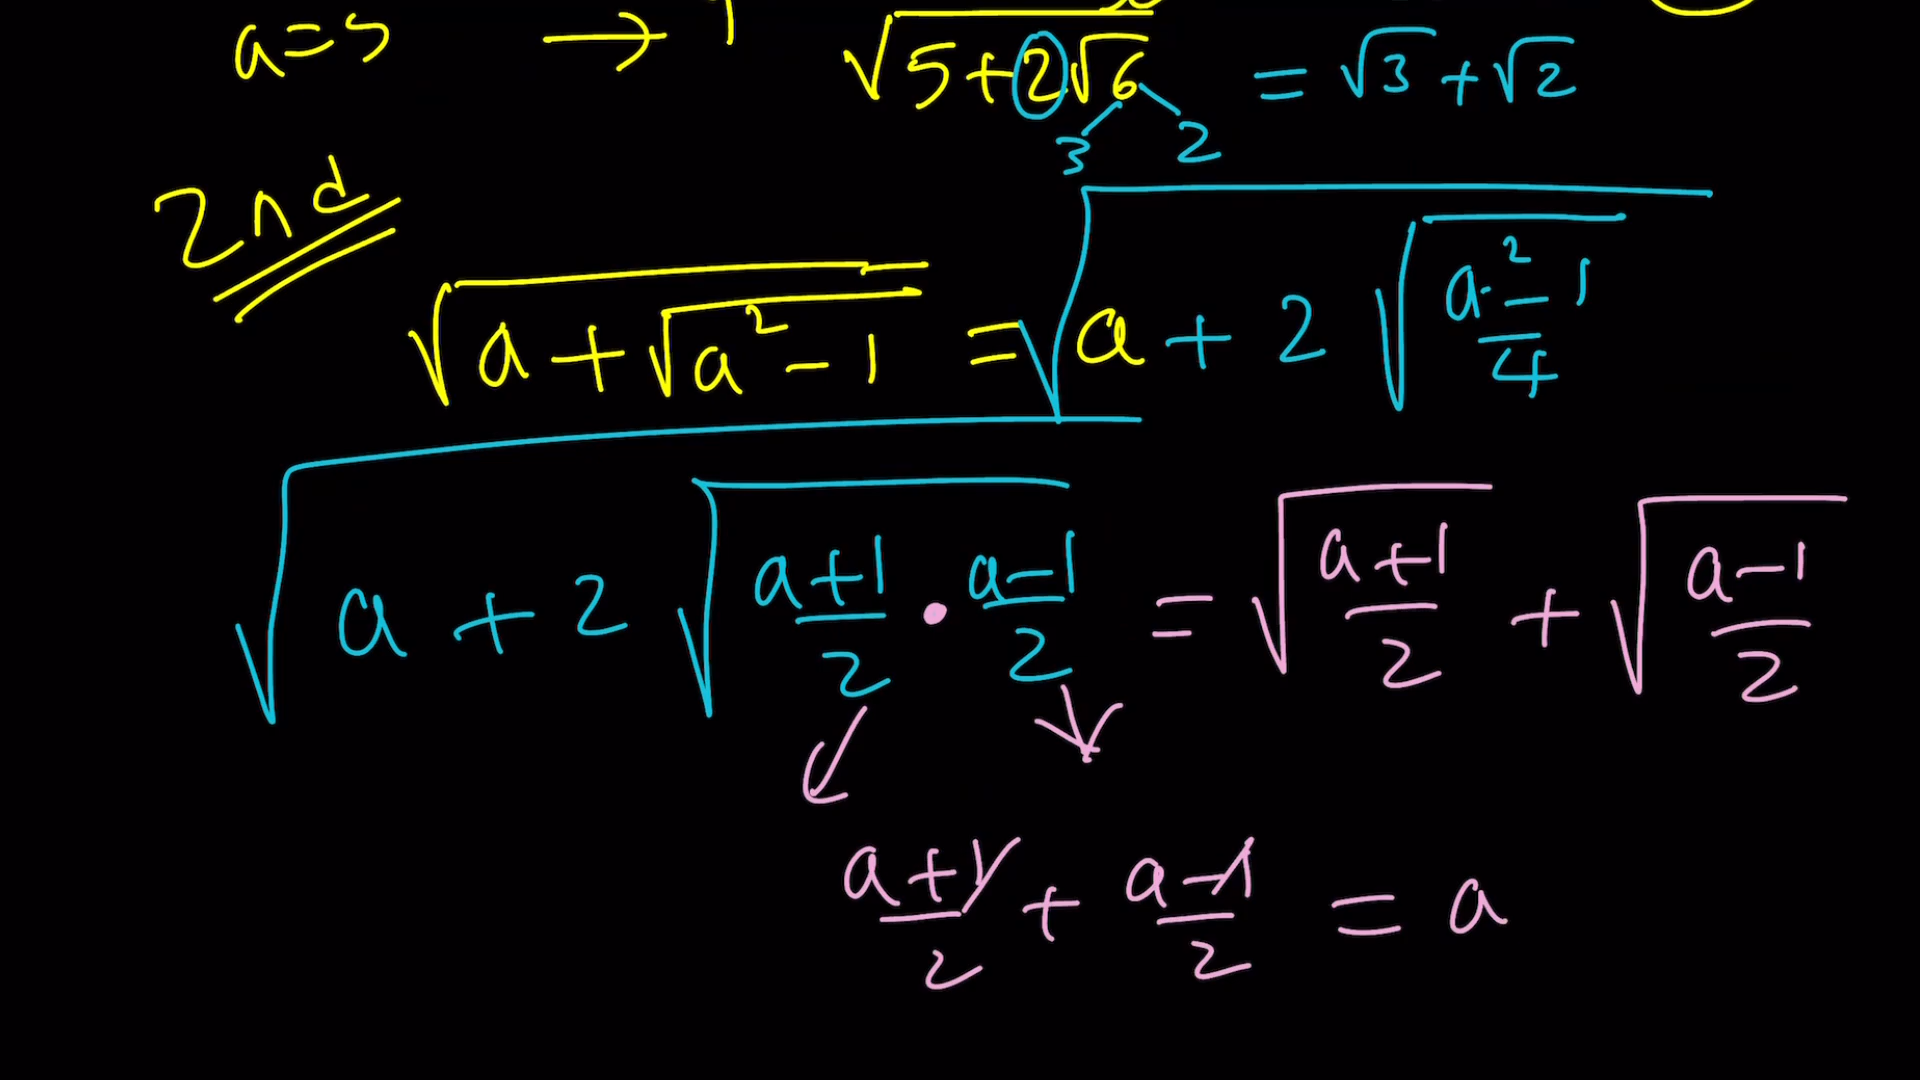 a=5 → √(5+2√6) = √3 + √2
3 2
2nd
√(a + √(a² - 1)) = √(a + 2√((a² - 1)/4))
√(a + 2√((a+1)/2 · (a-1)/2)) = √((a+1)/2) + √((a-1)/2)
(a+1)/2 + (a-1)/2 = a